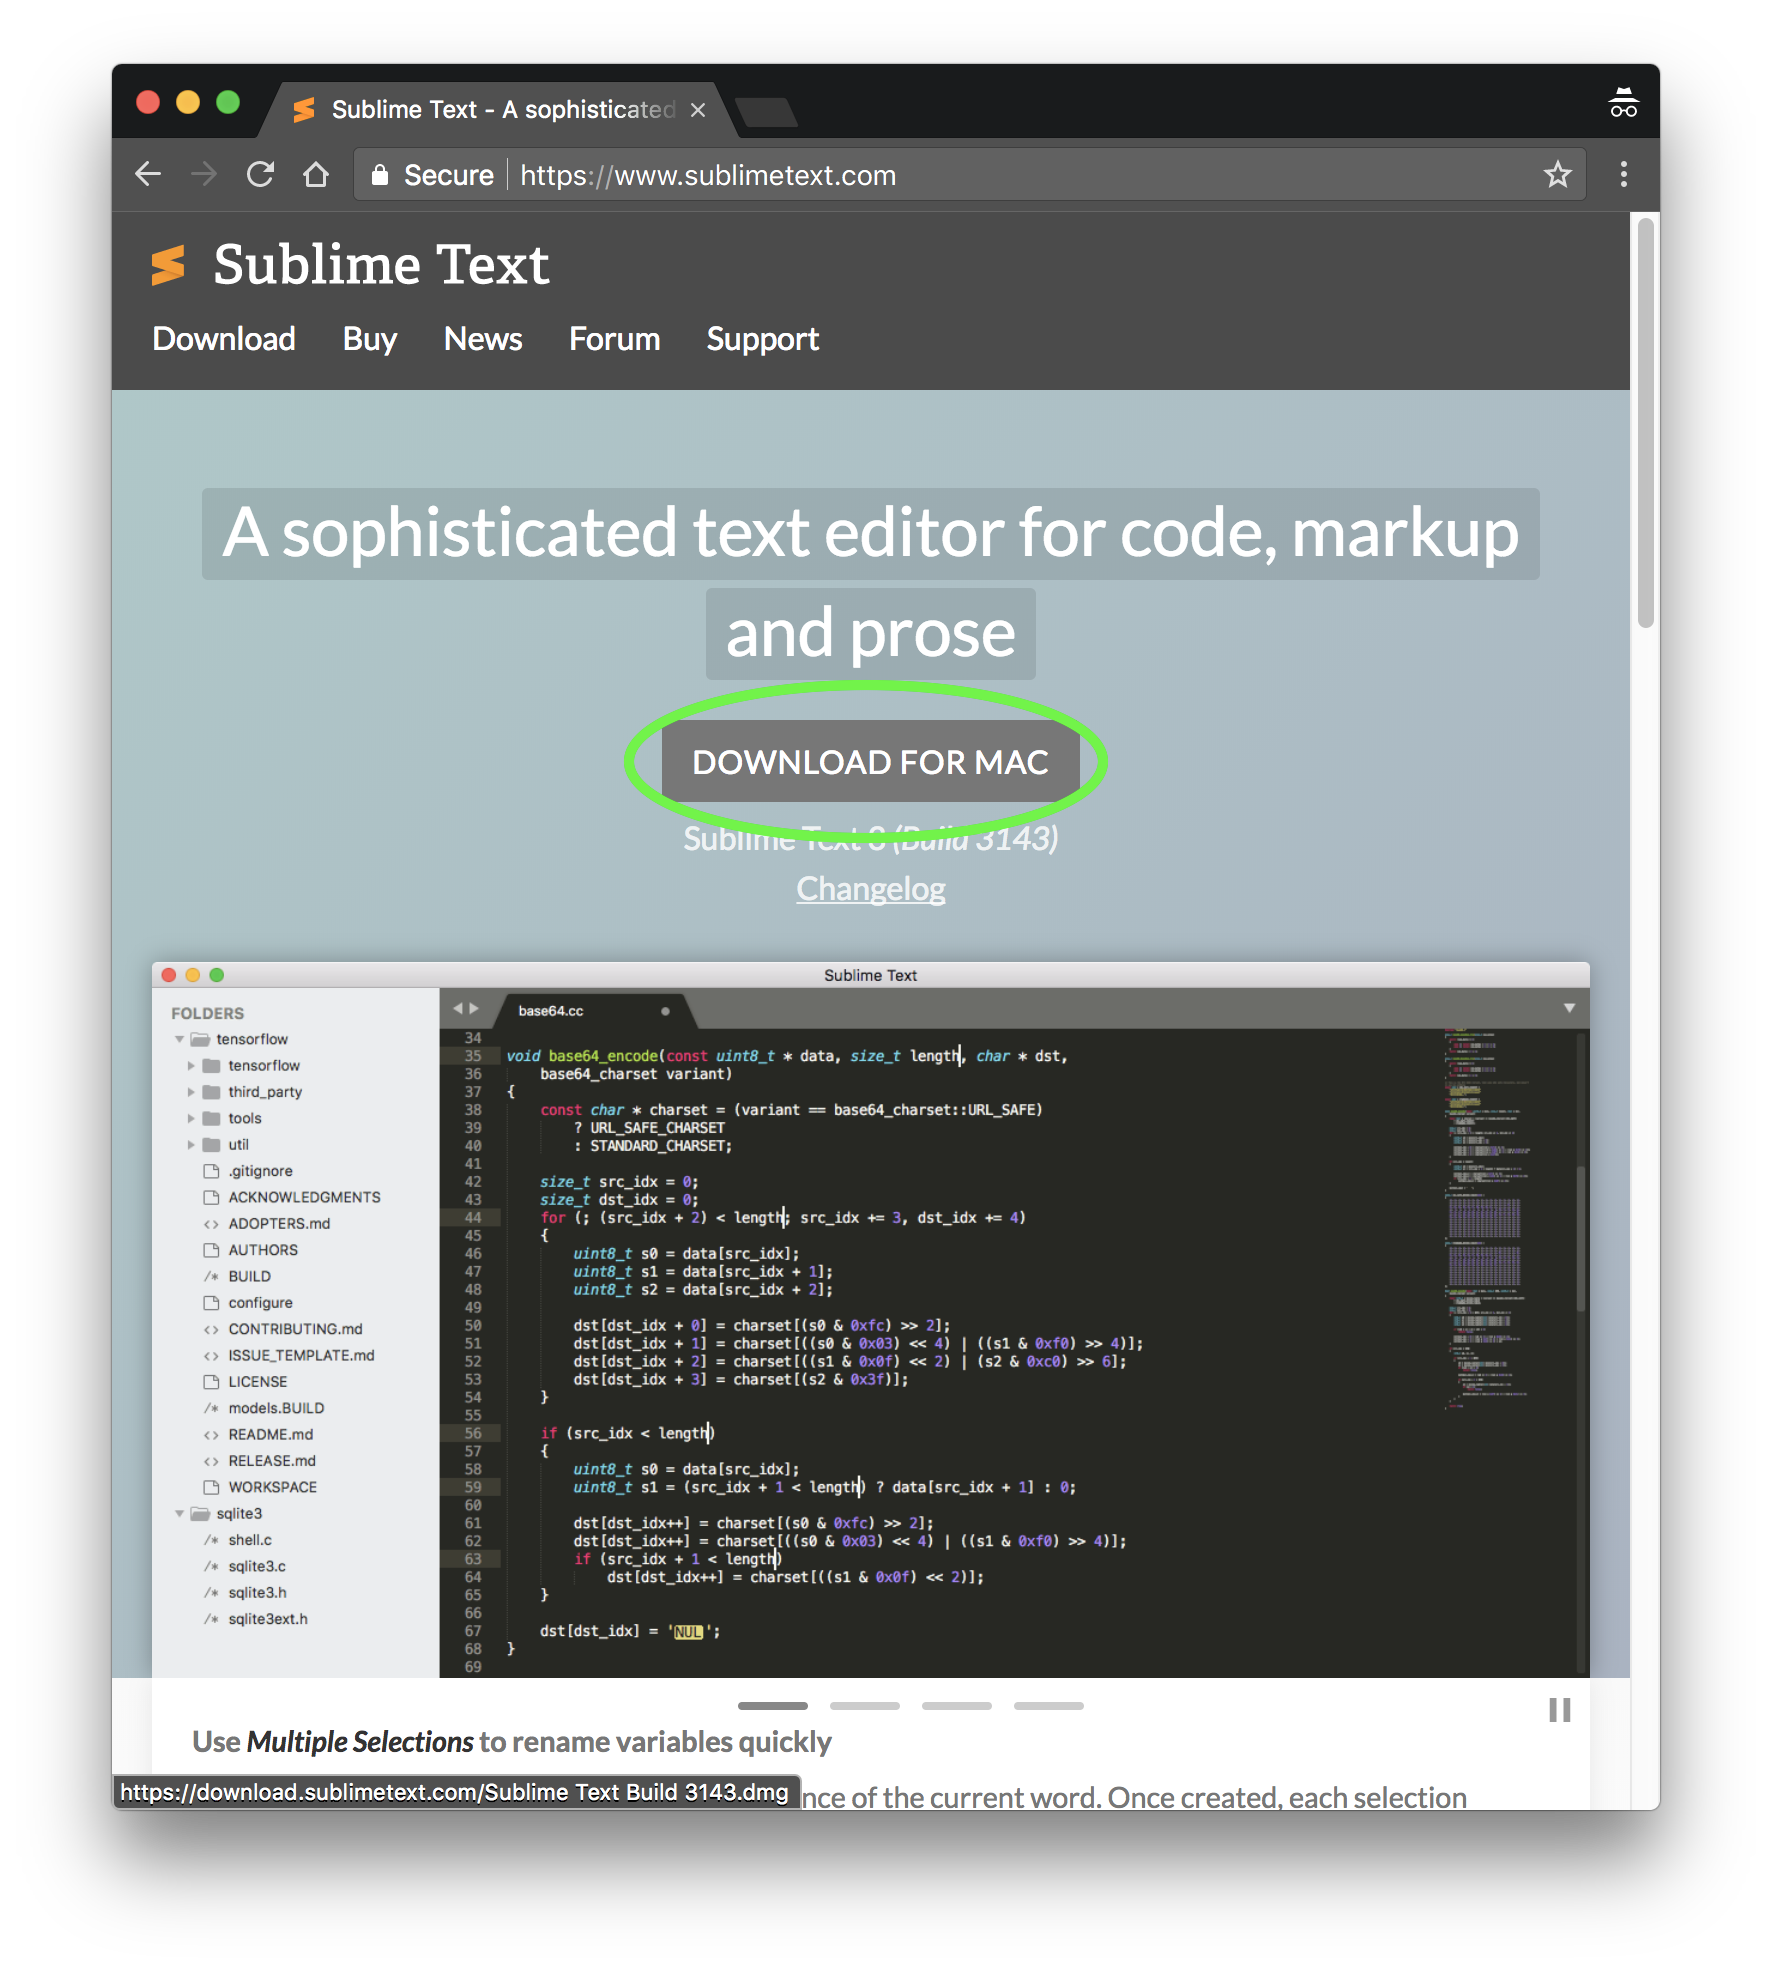 Sublime Text - A sophisticated
Secure https://www.sublimetext.com
Sublime Text
Download Buy News Forum Support
A sophisticated text editor for code, markup
and prose
DOWNLOAD FOR MAC
Sublime Text 3 (Build 3143)
Changelog
Sublime Text
FOLDERS
tensorflow
tensorflow
third_party
tools
util
.gitignore
ACKNOWLEDGMENTS
ADOPTERS.md
AUTHORS
BUILD
configure
CONTRIBUTING.md
ISSUE_TEMPLATE.md
LICENSE
models.BUILD
README.md
RELEASE.md
WORKSPACE
sqlite3
shell.c
sqlite3.c
sqlite3.h
sqlite3ext.h
base64.cc
34
35 void base64_encode(const uint8_t * data, size_t length, char * dst,
36     base64_charset variant)
37 {
38     const char * charset = (variant == base64_charset::URL_SAFE)
39         ? URL_SAFE_CHARSET
40         : STANDARD_CHARSET;
41
42     size_t src_idx = 0;
43     size_t dst_idx = 0;
44     for (; (src_idx + 2) < length; src_idx += 3, dst_idx += 4)
45     {
46         uint8_t s0 = data[src_idx];
47         uint8_t s1 = data[src_idx + 1];
48         uint8_t s2 = data[src_idx + 2];
49
50         dst[dst_idx + 0] = charset[(s0 & 0xfc) >> 2];
51         dst[dst_idx + 1] = charset[((s0 & 0x03) << 4) | ((s1 & 0xf0) >> 4)];
52         dst[dst_idx + 2] = charset[((s1 & 0x0f) << 2) | (s2 & 0xc0) >> 6];
53         dst[dst_idx + 3] = charset[(s2 & 0x3f)];
54     }
55
56     if (src_idx < length)
57     {
58         uint8_t s0 = data[src_idx];
59         uint8_t s1 = (src_idx + 1 < length) ? data[src_idx + 1] : 0;
60
61         dst[dst_idx++] = charset[(s0 & 0xfc) >> 2];
62         dst[dst_idx++] = charset[((s0 & 0x03) << 4) | ((s1 & 0xf0) >> 4)];
63         if (src_idx + 1 < length)
64             dst[dst_idx++] = charset[((s1 & 0x0f) << 2)];
65     }
66
67     dst[dst_idx] = 'NUL';
68 }
69
Use Multiple Selections to rename variables quickly
https://download.sublimetext.com/Sublime Text Build 3143.dmg
nce of the current word. Once created, each selection